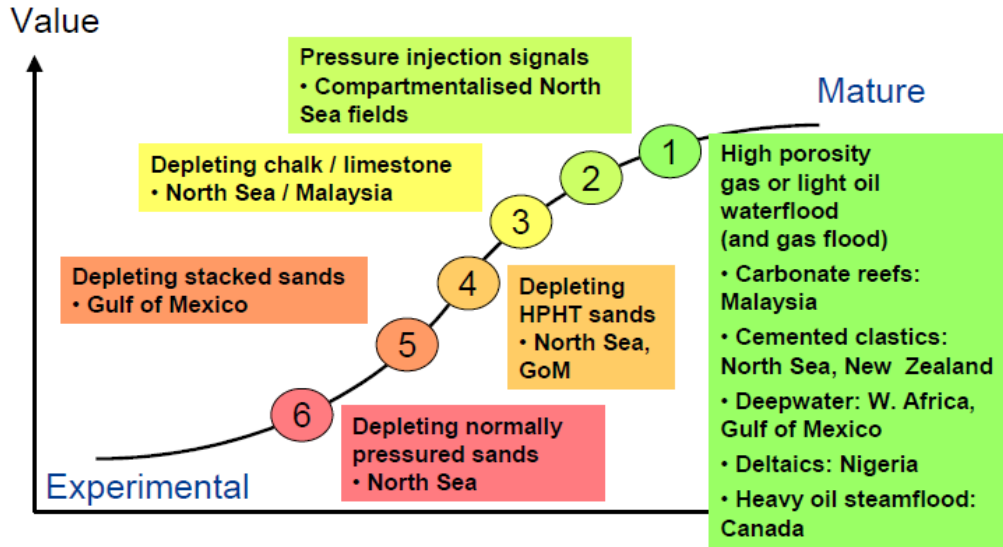 Value
Pressure injection signals
• Compartmentalised North
Sea fields
Mature
1
High porosity
gas or light oil
waterflood
(and gas flood)
• Carbonate reefs:
Malaysia
• Cemented clastics:
North Sea, New Zealand
• Deepwater: W. Africa,
Gulf of Mexico
• Deltaics: Nigeria
• Heavy oil steamflood:
Canada
2
Depleting chalk / limestone
• North Sea / Malaysia
3
4
Depleting
HPHT sands
• North Sea,
GoM
Depleting stacked sands
• Gulf of Mexico
5
6
Depleting normally
pressured sands
• North Sea
Experimental